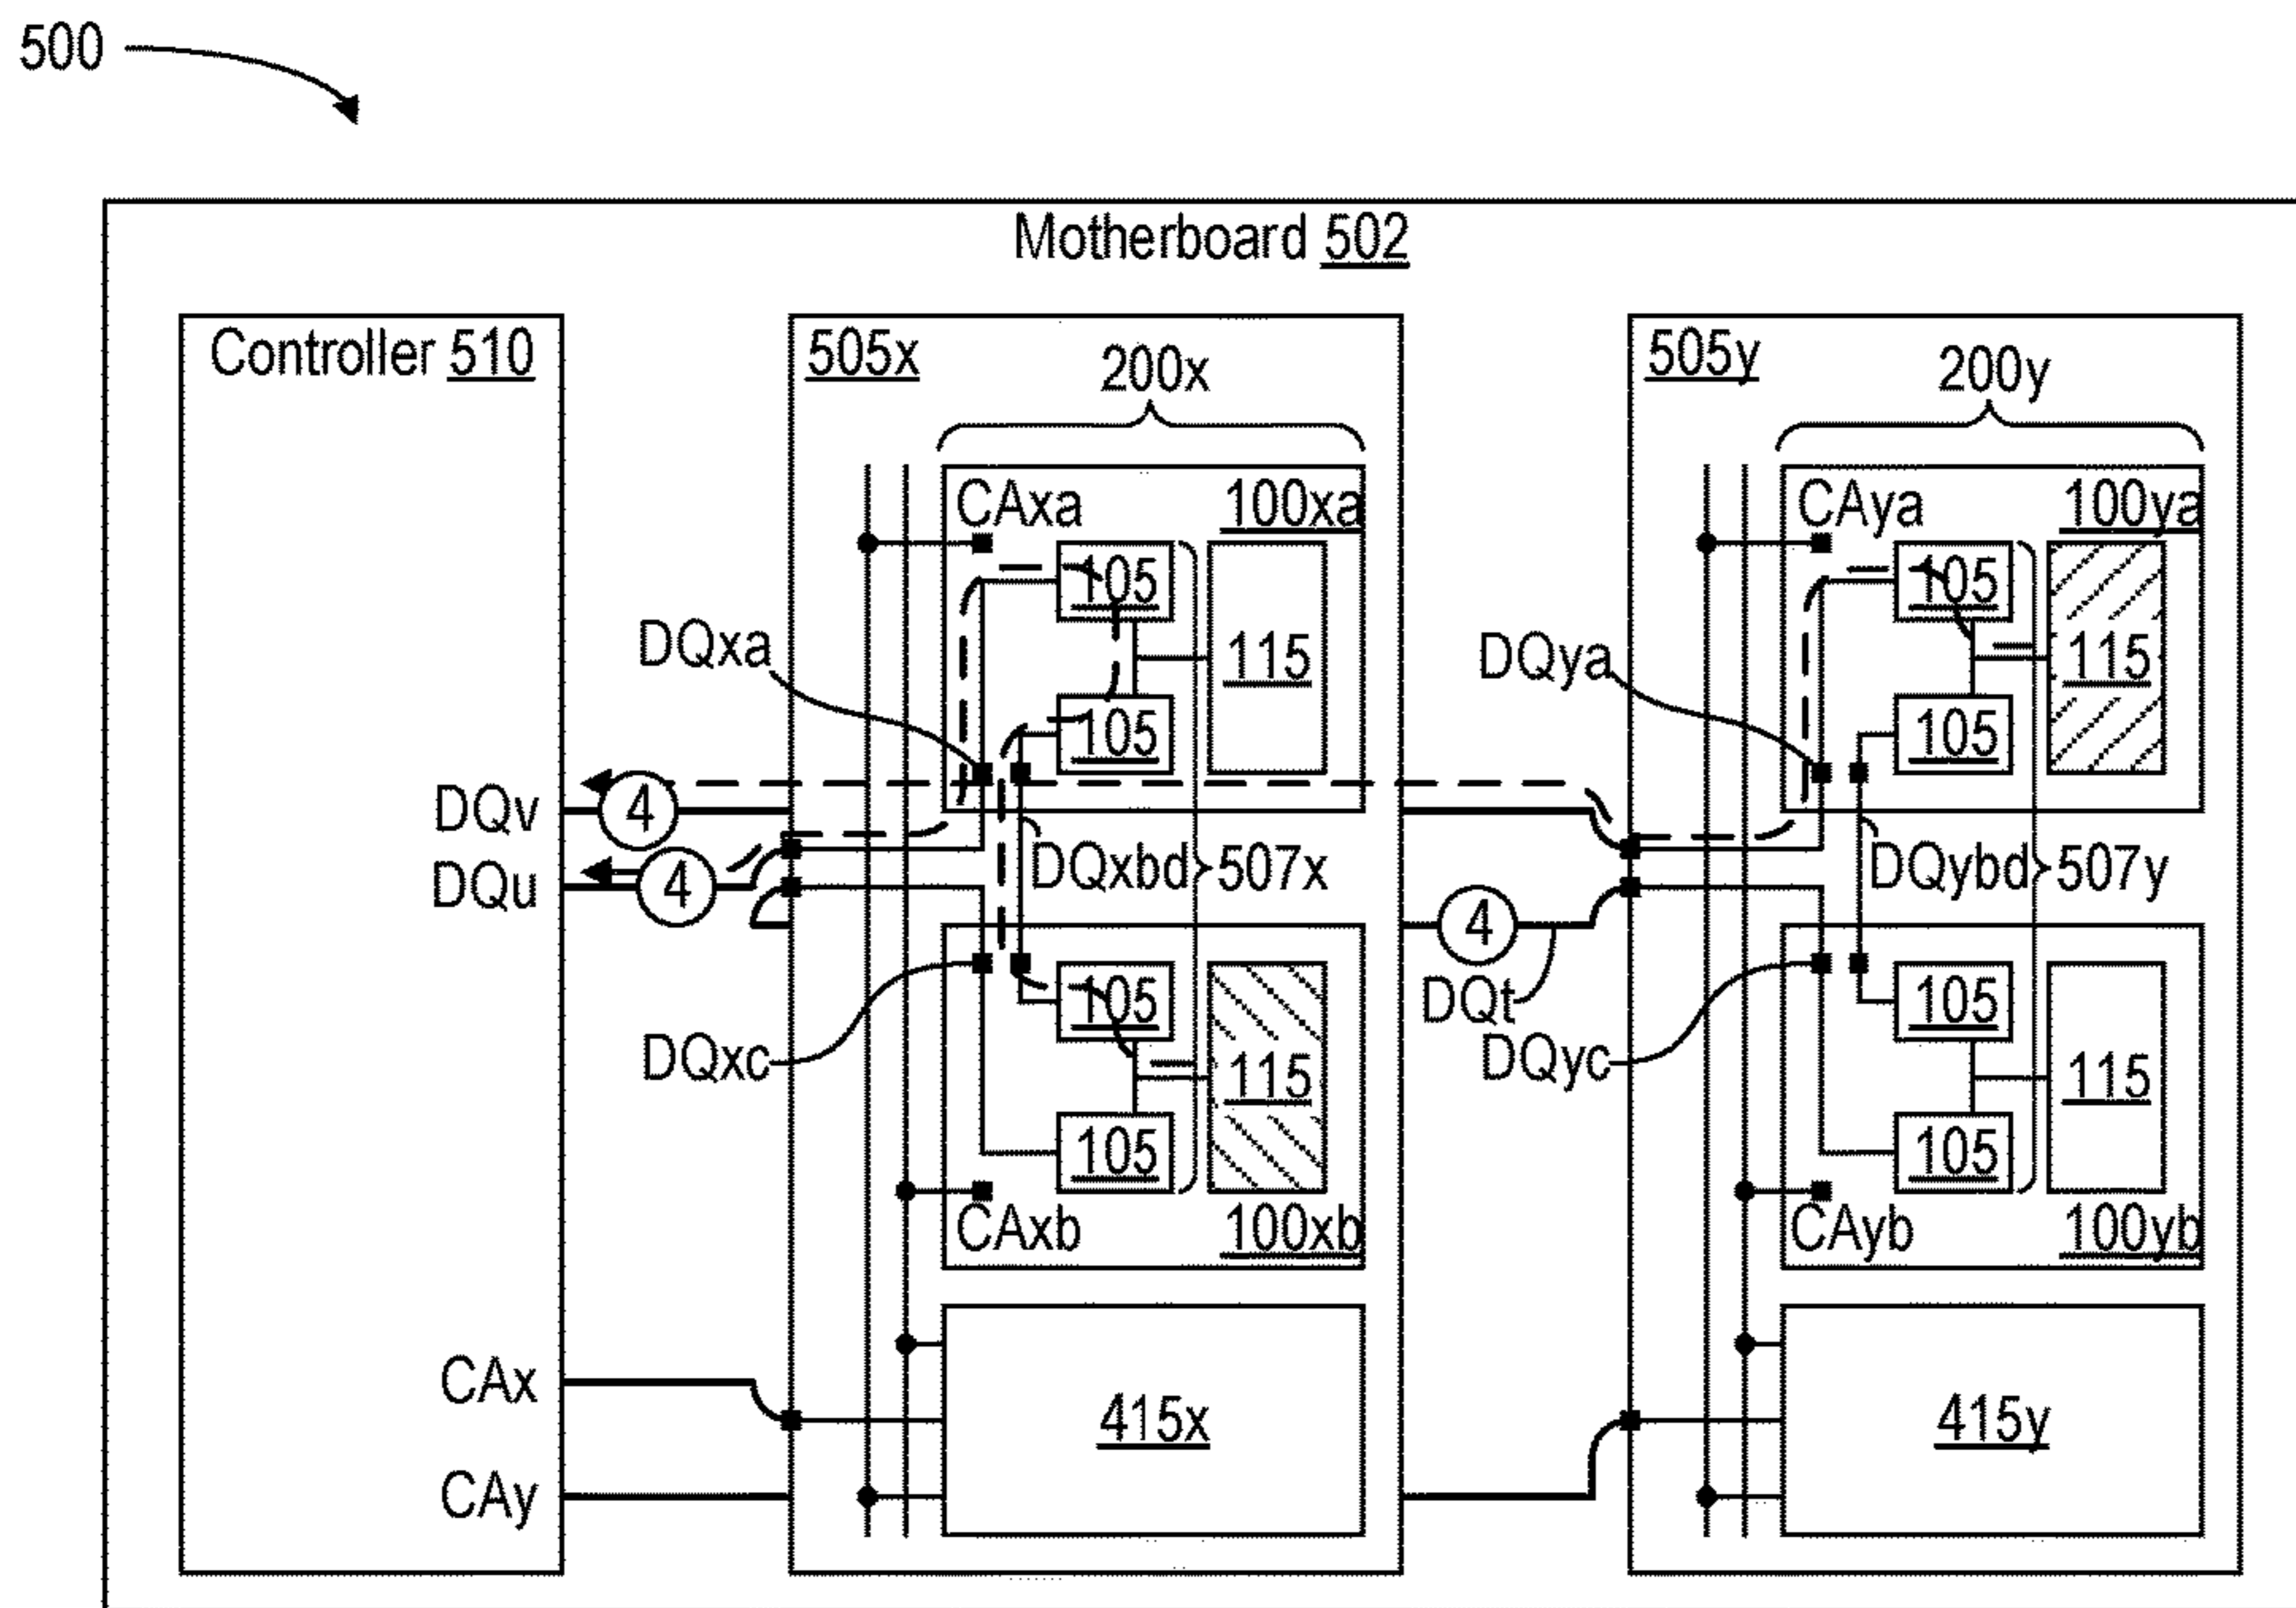 500
Motherboard 502
Controller 510
505x
200x
505y
200y
CAxa
100xa
CAya
100ya
105
105
DQxa
115
DQya
115
105
105
DQv
4
DQxbd
507x
DQybd
507y
DQu
4
4
DQt
105
105
DQxc
115
DQyc
115
105
105
CAxb
100xb
CAyb
100yb
CAx
415x
415y
CAy